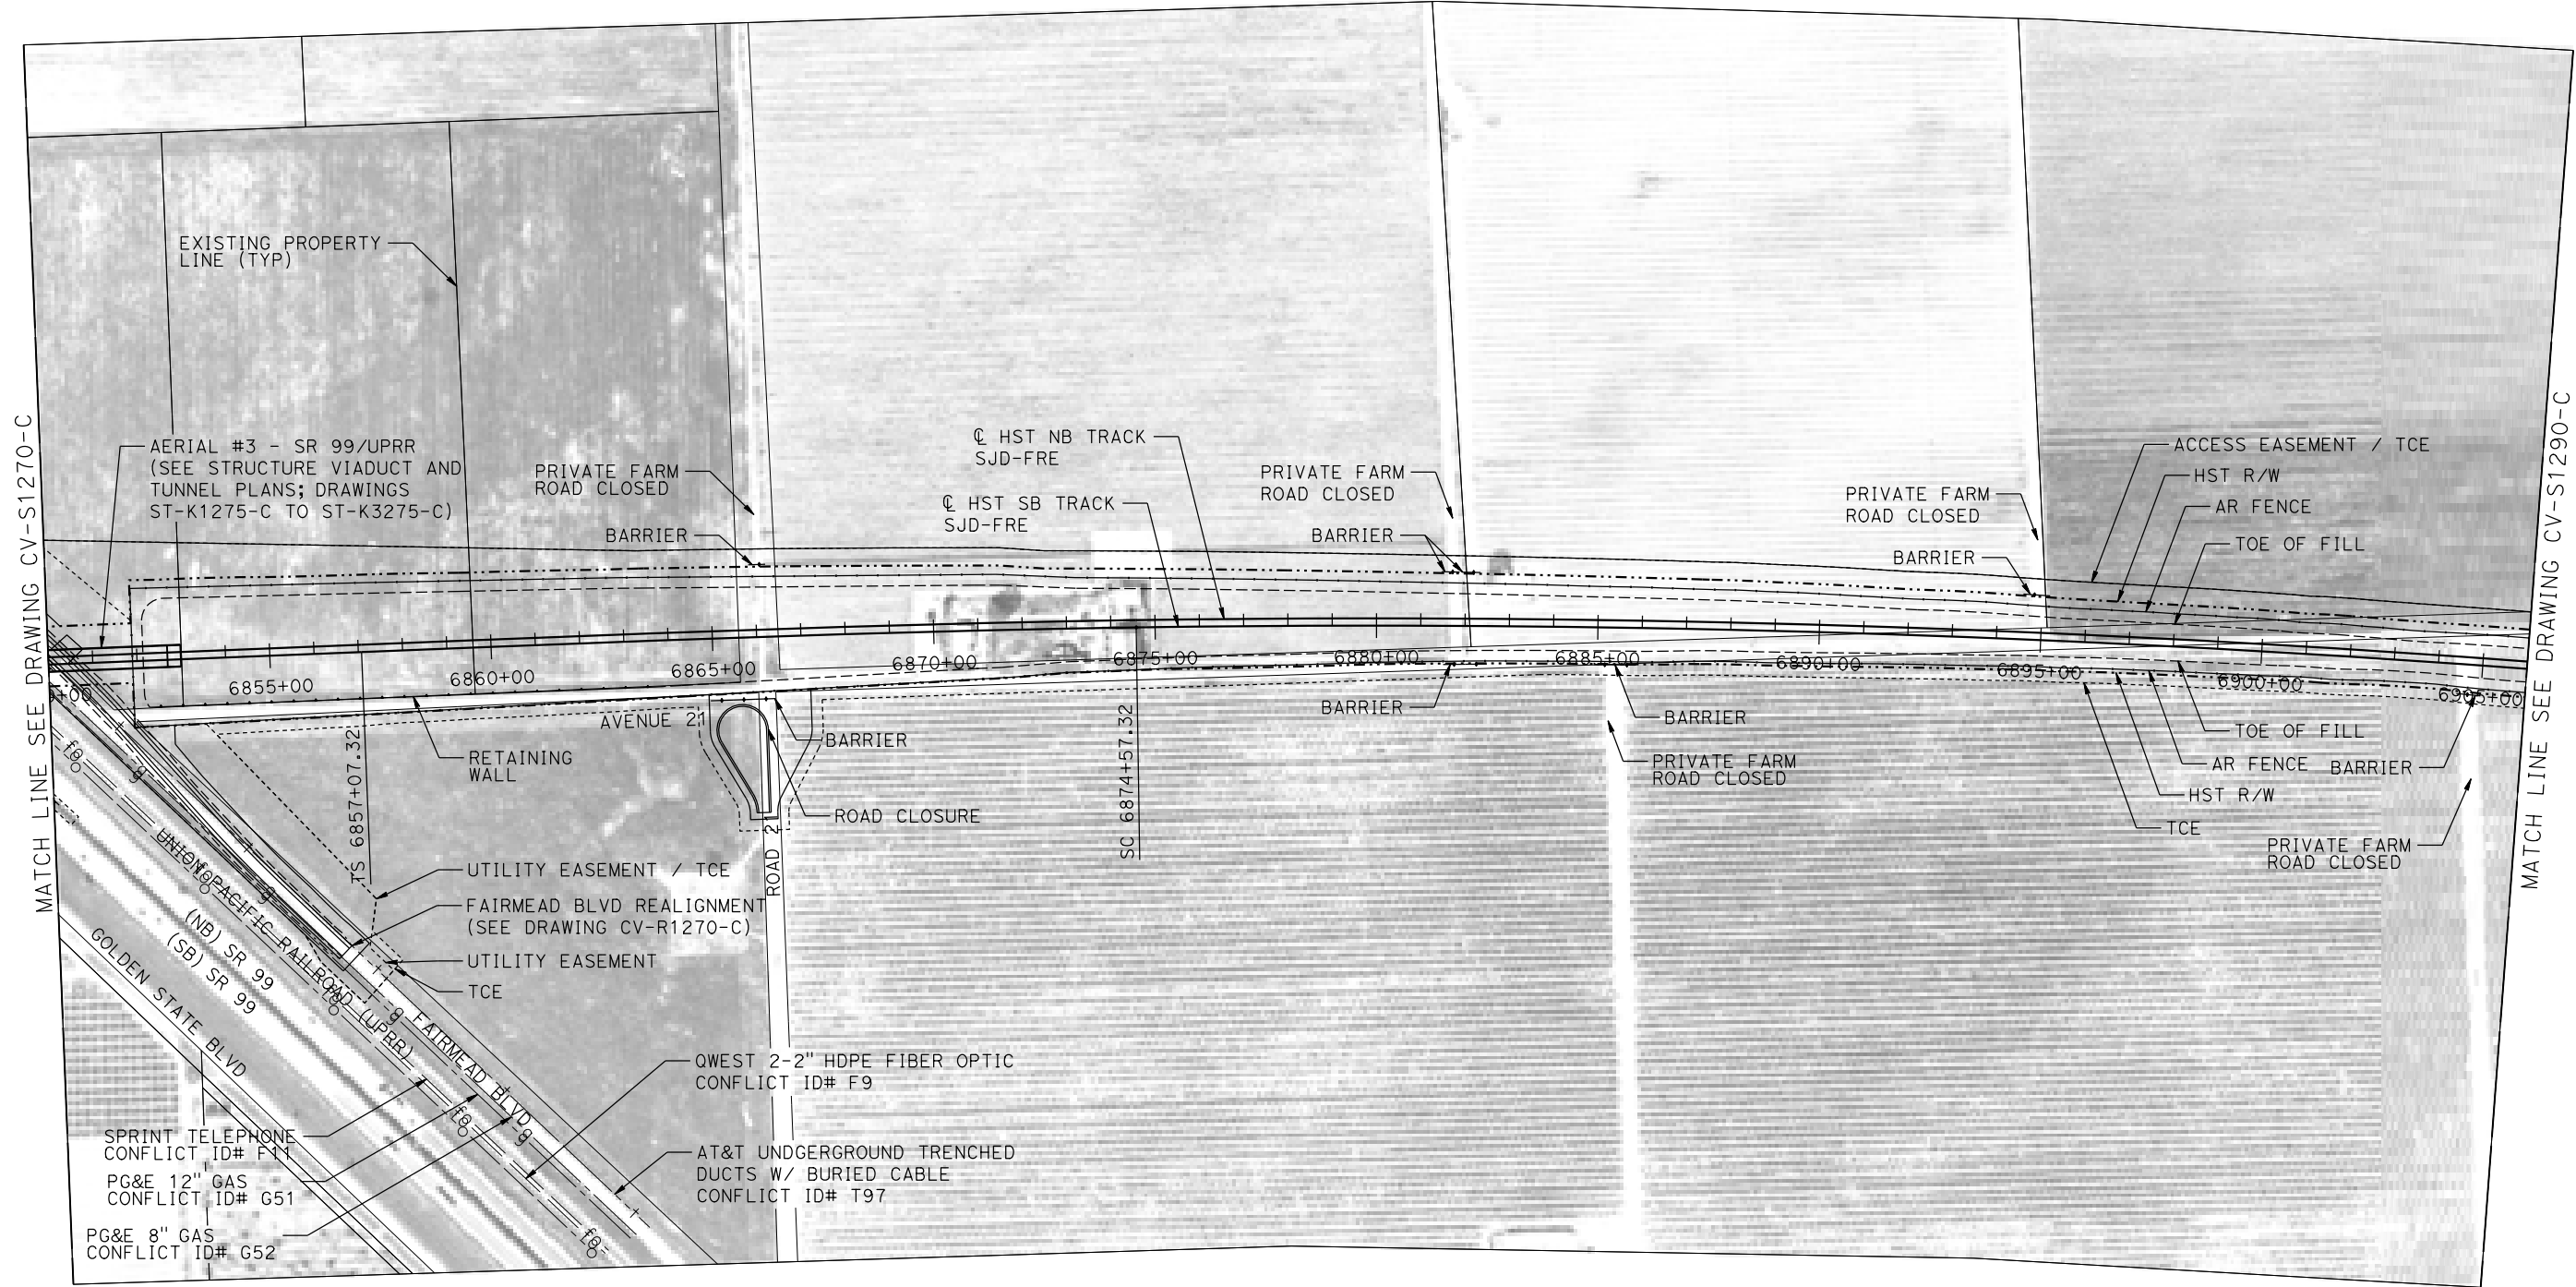 EXISTING PROPERTY
LINE (TYP)
MATCH LINE SEE DRAWING CV-S1270-C
AERIAL #3 - SR 99/UPRR
(SEE STRUCTURE VIADUCT AND
TUNNEL PLANS; DRAWINGS
ST-K1275-C TO ST-K3275-C)
PRIVATE FARM
ROAD CLOSED
BARRIER
℄ HST NB TRACK
SJD-FRE
℄ HST SB TRACK
SJD-FRE
PRIVATE FARM
ROAD CLOSED
BARRIER
PRIVATE FARM
ROAD CLOSED
BARRIER
ACCESS EASEMENT / TCE
HST R/W
AR FENCE
TOE OF FILL
MATCH LINE SEE DRAWING CV-S1290-C
+00
6855+00
6860+00
6865+00
6870+00
6875+00
6880+00
6885+00
6890+00
6895+00
6900+00
6905+00
TS 6857+07.32
SC 6874+57.32
AVENUE 21
RETAINING
WALL
BARRIER
ROAD CLOSURE
ROAD 21
BARRIER
BARRIER
PRIVATE FARM
ROAD CLOSED
TOE OF FILL
AR FENCE
BARRIER
HST R/W
TCE
PRIVATE FARM
ROAD CLOSED
UTILITY EASEMENT / TCE
FAIRMEAD BLVD REALIGNMENT
(SEE DRAWING CV-R1270-C)
UTILITY EASEMENT
TCE
UNION PACIFIC RAILROAD (UPRR)
(NB) SR 99
(SB) SR 99
GOLDEN STATE BLVD
FAIRMEAD BLVD
fo
fo
fo
fo
fo
g
g
g
g
QWEST 2-2" HDPE FIBER OPTIC
CONFLICT ID# F9
AT&T UNDGERGROUND TRENCHED
DUCTS W/ BURIED CABLE
CONFLICT ID# T97
SPRINT TELEPHONE
CONFLICT ID# F11
PG&E 12" GAS
CONFLICT ID# G51
PG&E 8" GAS
CONFLICT ID# G52